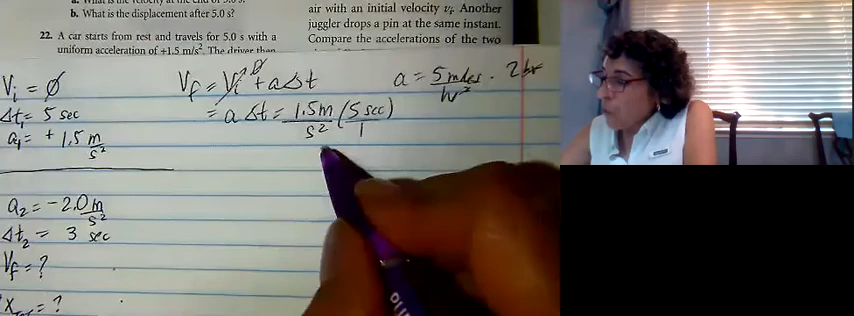 b. What is the displacement after 5.0 s?
22. A car starts from rest and travels for 5.0 s with a
uniform acceleration of +1.5 m/s². The driver then
air with an initial velocity vᵢ. Another
juggler drops a pin at the same instant.
Compare the accelerations of the two
Vi = 0
Δt₁ = 5 sec
a₁ = + 1.5 m/s²
a₂ = -2.0 m/s²
Δt₂ = 3 sec
Vf = ?
= ?
Vf = Vi + aΔt
= aΔt = 1.5m/s² (5 sec/1)
a = 5 miles/hr² · 2 hr